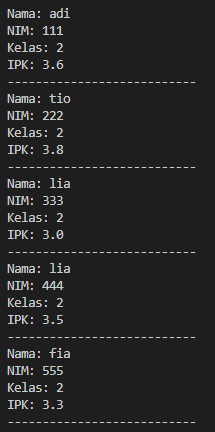 Nama: adi
NIM: 111
Kelas: 2
IPK: 3.6
---------------------------
Nama: tio
NIM: 222
Kelas: 2
IPK: 3.8
---------------------------
Nama: lia
NIM: 333
Kelas: 2
IPK: 3.0
---------------------------
Nama: lia
NIM: 444
Kelas: 2
IPK: 3.5
---------------------------
Nama: fia
NIM: 555
Kelas: 2
IPK: 3.3
---------------------------